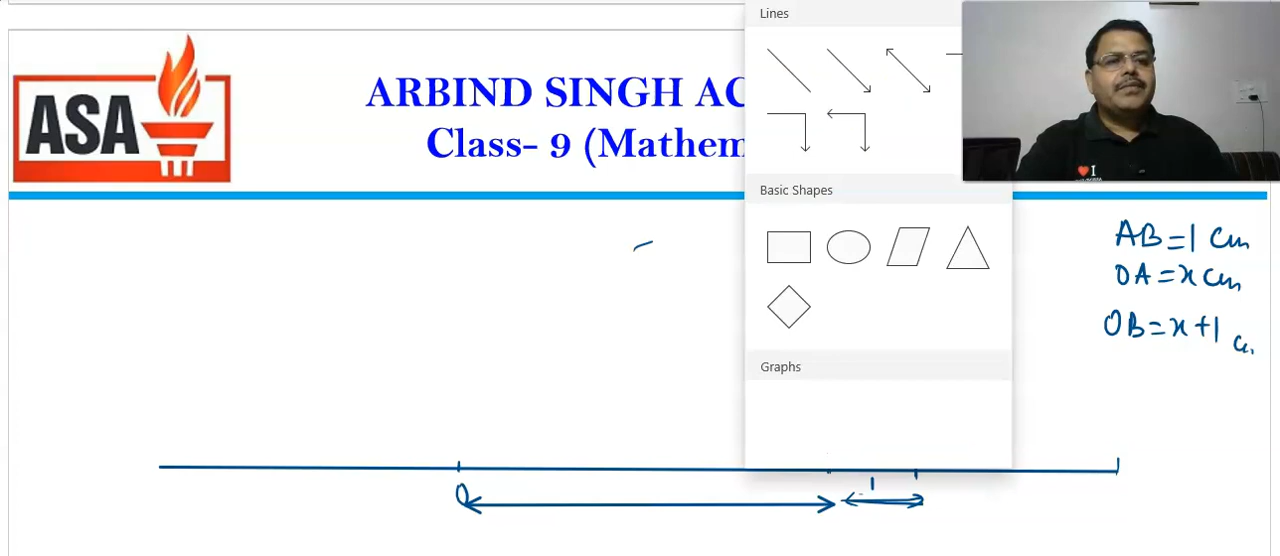 Lines
ASA
ARBIND SINGH AC
Class- 9 (Mathem
I
Basic Shapes
AB=1 cm
OA=x cm
OB=x+1 cm
Graphs
1
O